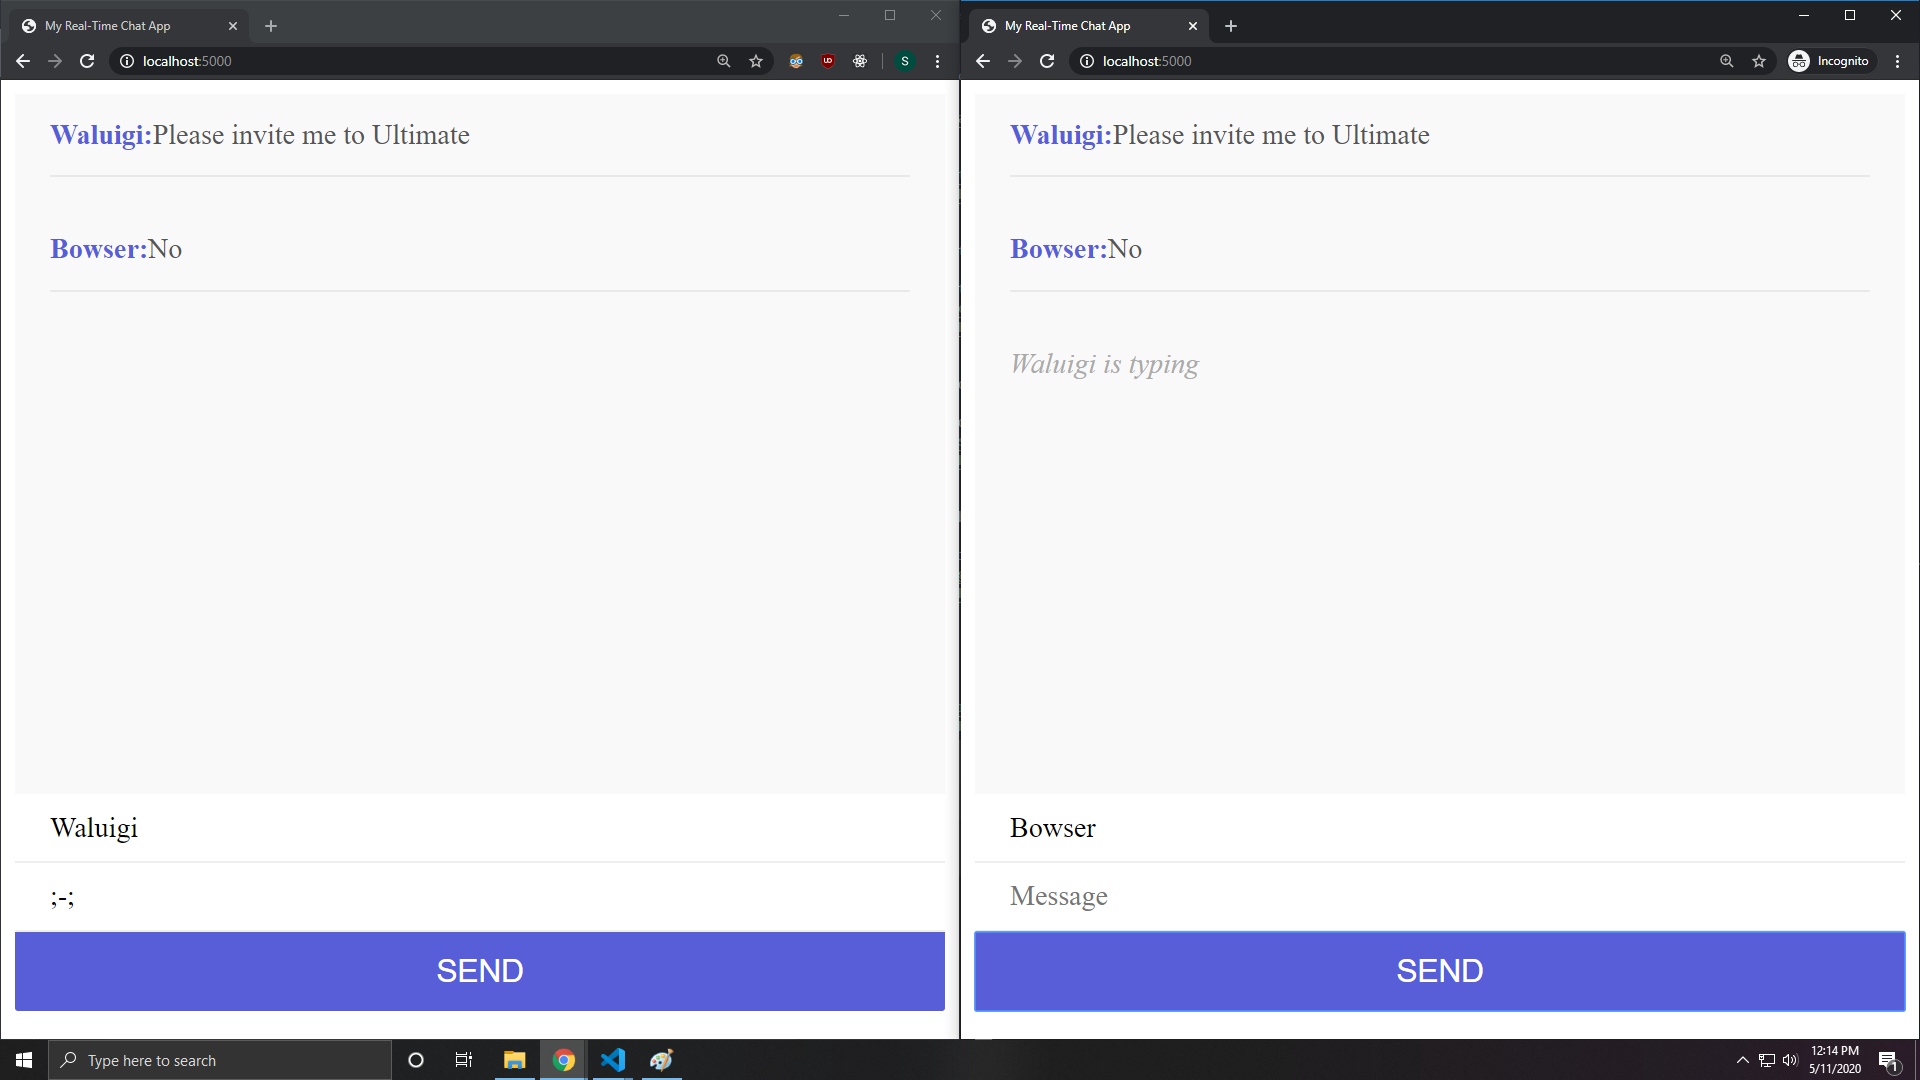 My Real-Time Chat App
localhost:5000
S
Waluigi:Please invite me to Ultimate
Bowser:No
Waluigi
;-;
SEND
My Real-Time Chat App
localhost:5000
Incognito
Waluigi:Please invite me to Ultimate
Bowser:No
Waluigi is typing
Bowser
Message
SEND
Type here to search
12:14 PM
5/11/2020
1